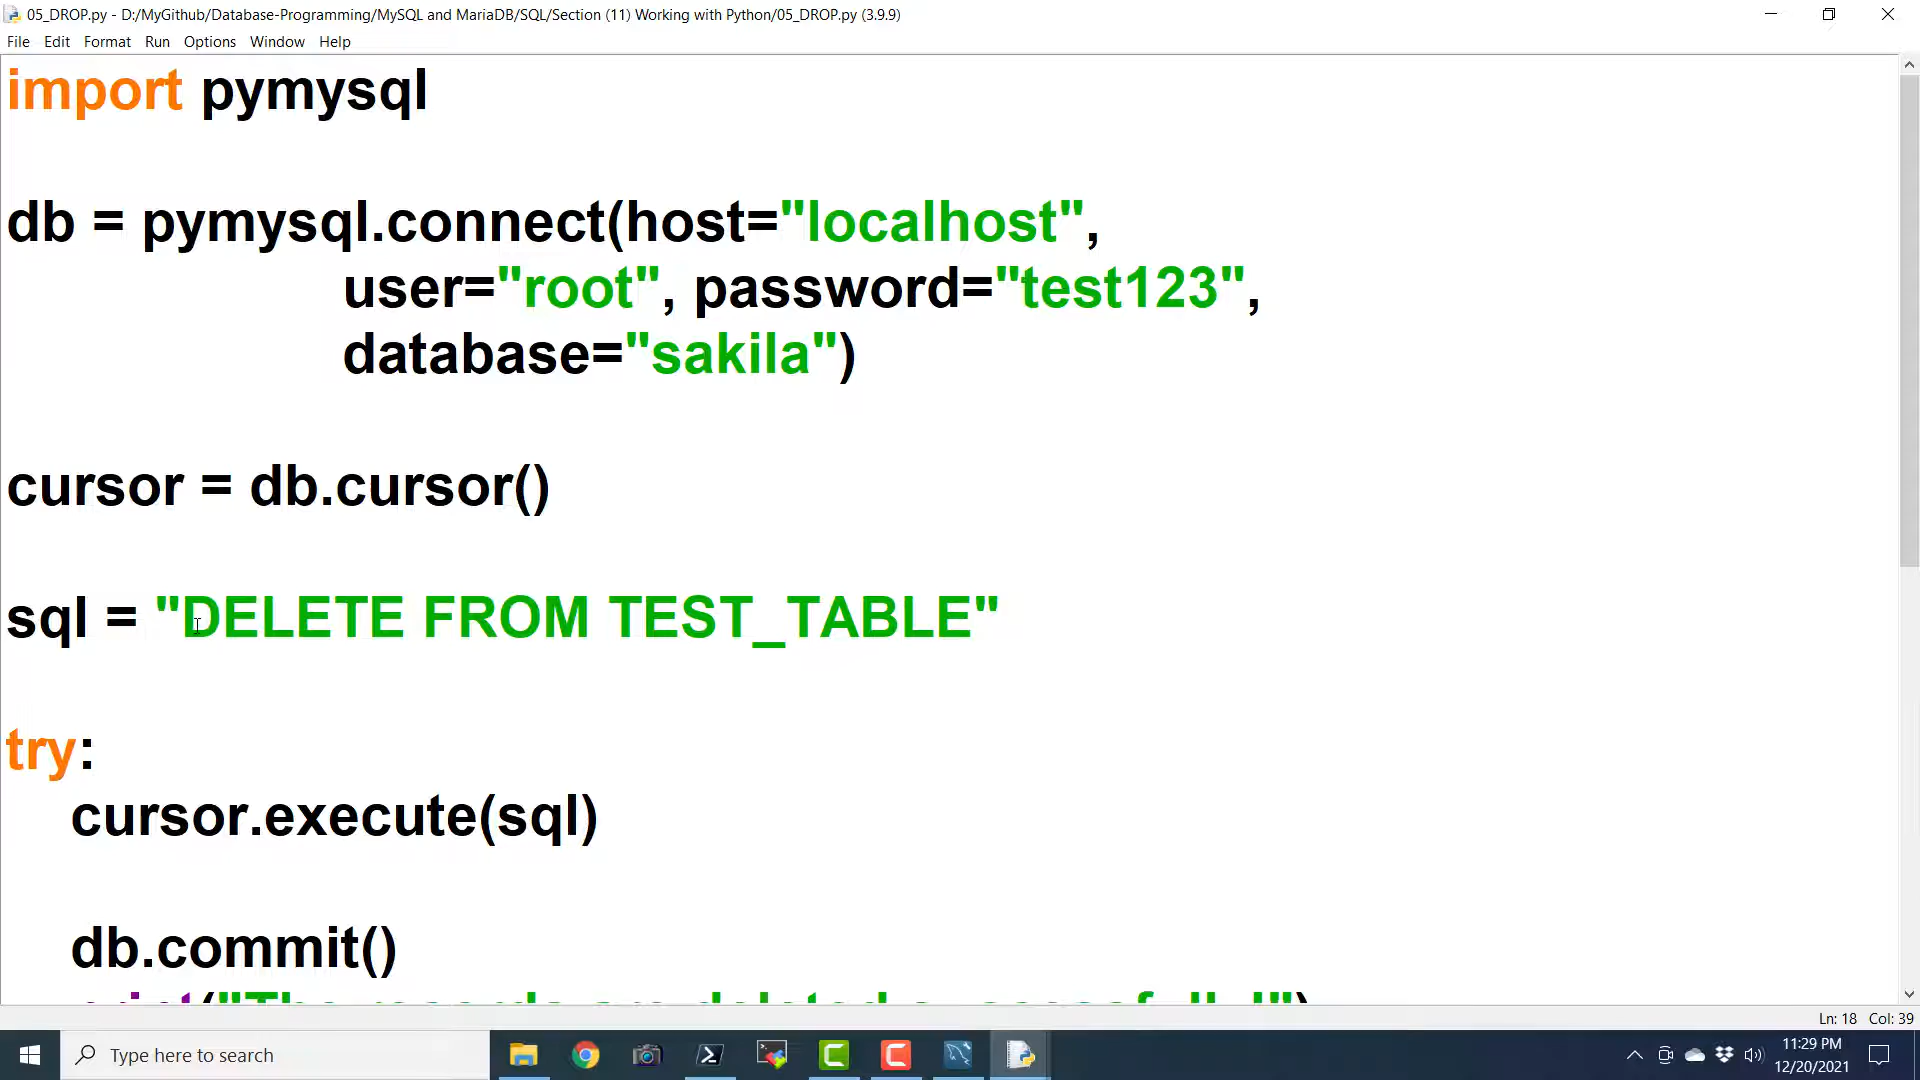 05_DROP.py - D:/MyGithub/Database-Programming/MySQL and MariaDB/SQL/Section (11) Working with Python/05_DROP.py (3.9.9)
File Edit Format Run Options Window Help
import pymysql
db = pymysql.connect(host="localhost",
user="root", password="test123",
database="sakila")
cursor = db.cursor()
sql = "DELETE FROM TEST_TABLE"
try:
cursor.execute(sql)
db.commit()
Ln: 18 Col: 39
Type here to search
11:29 PM
12/20/2021